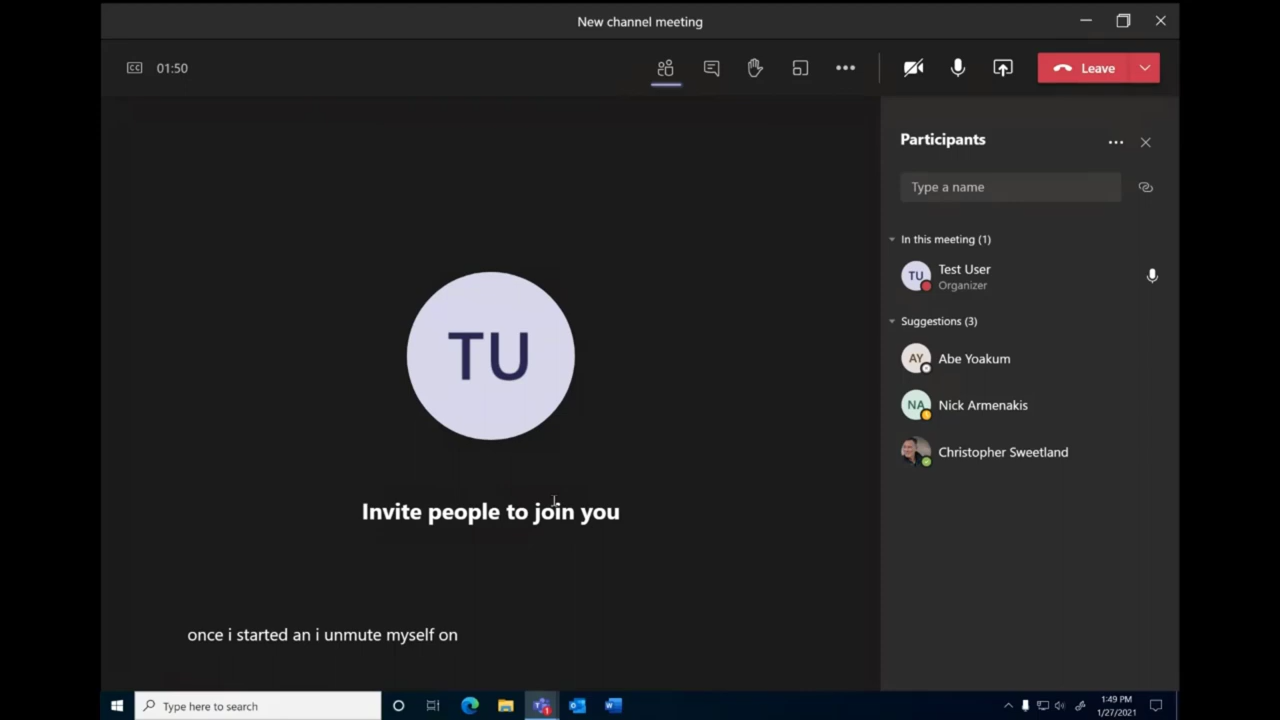 New channel meeting
CC 01:50
Leave
Participants
Type a name
In this meeting (1)
TU Test User
Organizer
Suggestions (3)
AY Abe Yoakum
NA Nick Armenakis
Christopher Sweetland
TU
Invite people to join you
once i started an i unmute myself on
Type here to search
1:49 PM
1/27/2021